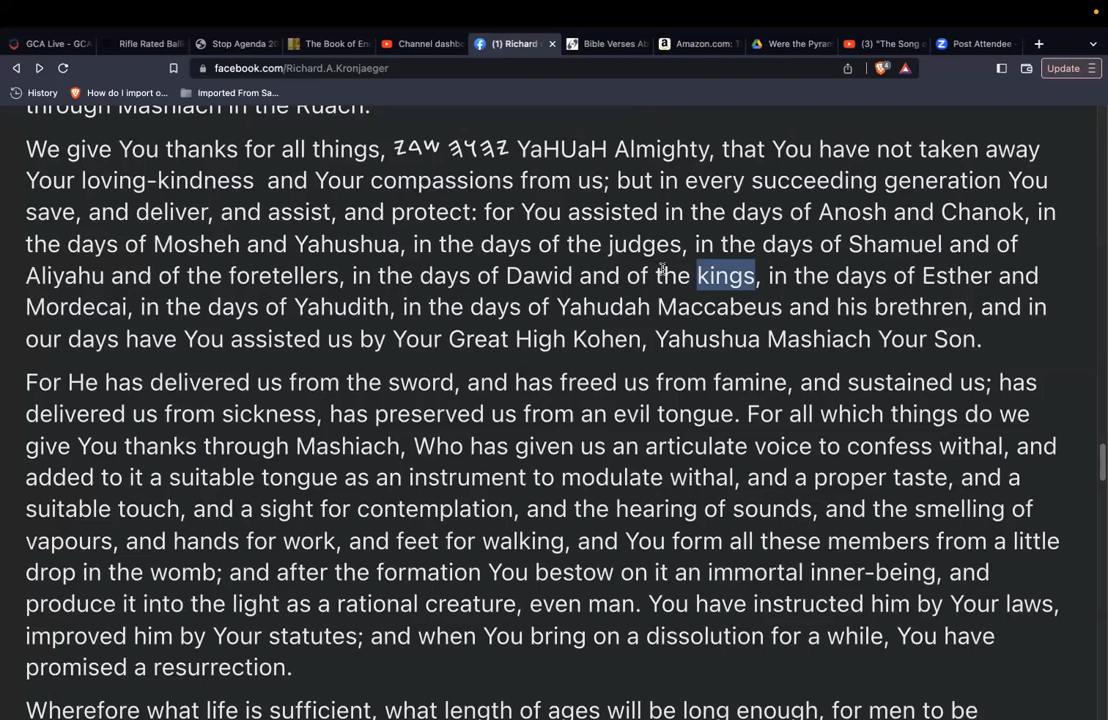 GCA Live - GCA
Rifle Rated Balli
Stop Agenda 20
The Book of En
Channel dashbo
(1) Richard
Bible Verses Ab
Amazon.com: T
Were the Pyram
(3) "The Song o
Post Attendee -
facebook.com/Richard.A.Kronjaeger
4
Update
History
How do I import o...
Imported From Sa...
through Mashiach in the Ruach.
We give You thanks for all things, YaHUaH Almighty, that You have not taken away
Your loving-kindness and Your compassions from us; but in every succeeding generation You
save, and deliver, and assist, and protect: for You assisted in the days of Anosh and Chanok, in
the days of Mosheh and Yahushua, in the days of the judges, in the days of Shamuel and of
Aliyahu and of the foretellers, in the days of Dawid and of the kings, in the days of Esther and
Mordecai, in the days of Yahudith, in the days of Yahudah Maccabeus and his brethren, and in
our days have You assisted us by Your Great High Kohen, Yahushua Mashiach Your Son.
For He has delivered us from the sword, and has freed us from famine, and sustained us; has
delivered us from sickness, has preserved us from an evil tongue. For all which things do we
give You thanks through Mashiach, Who has given us an articulate voice to confess withal, and
added to it a suitable tongue as an instrument to modulate withal, and a proper taste, and a
suitable touch, and a sight for contemplation, and the hearing of sounds, and the smelling of
vapours, and hands for work, and feet for walking, and You form all these members from a little
drop in the womb; and after the formation You bestow on it an immortal inner-being, and
produce it into the light as a rational creature, even man. You have instructed him by Your laws,
improved him by Your statutes; and when You bring on a dissolution for a while, You have
promised a resurrection.
Wherefore what life is sufficient, what length of ages will be long enough, for men to be